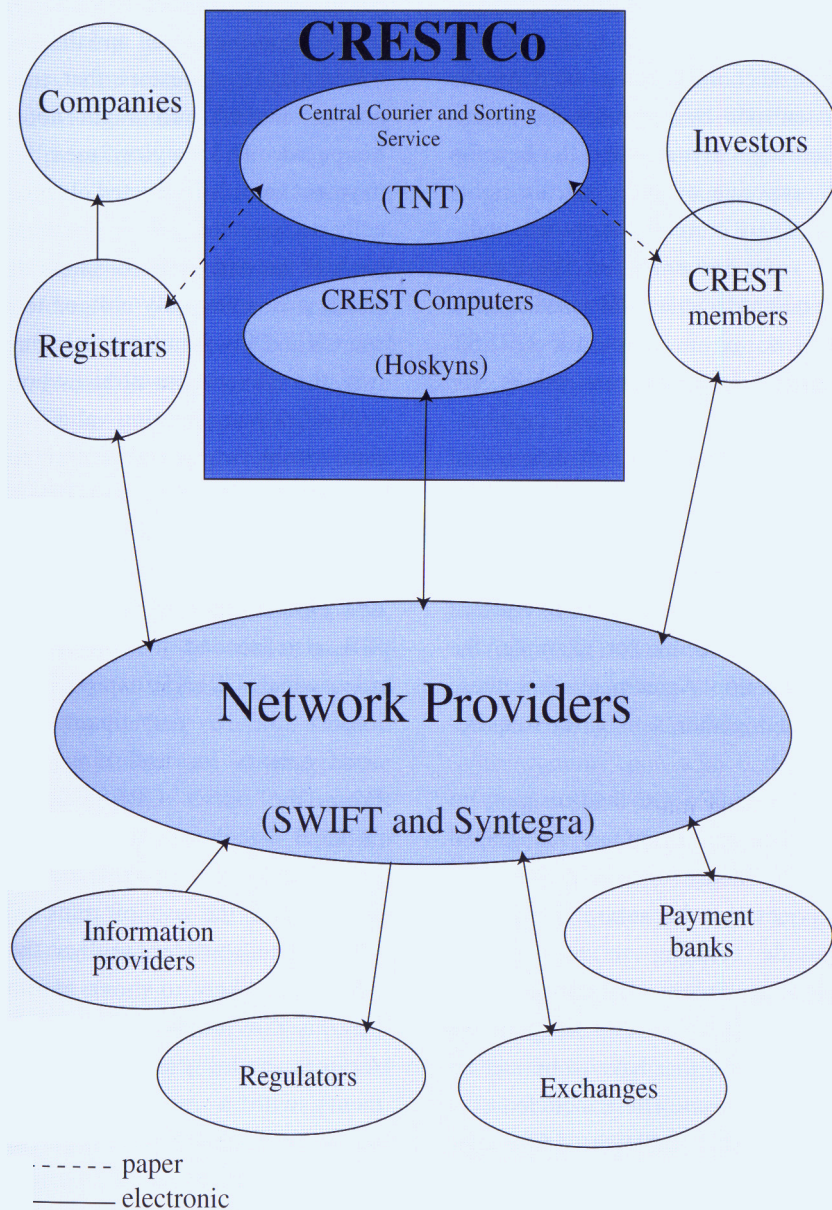 CRESTCo
Companies
Central Courier and Sorting
Service
(TNT)
Investors
CREST
members
CREST Computers
(Hoskyns)
Registrars
Network Providers
(SWIFT and Syntegra)
Information
providers
Payment
banks
Regulators
Exchanges
paper
electronic